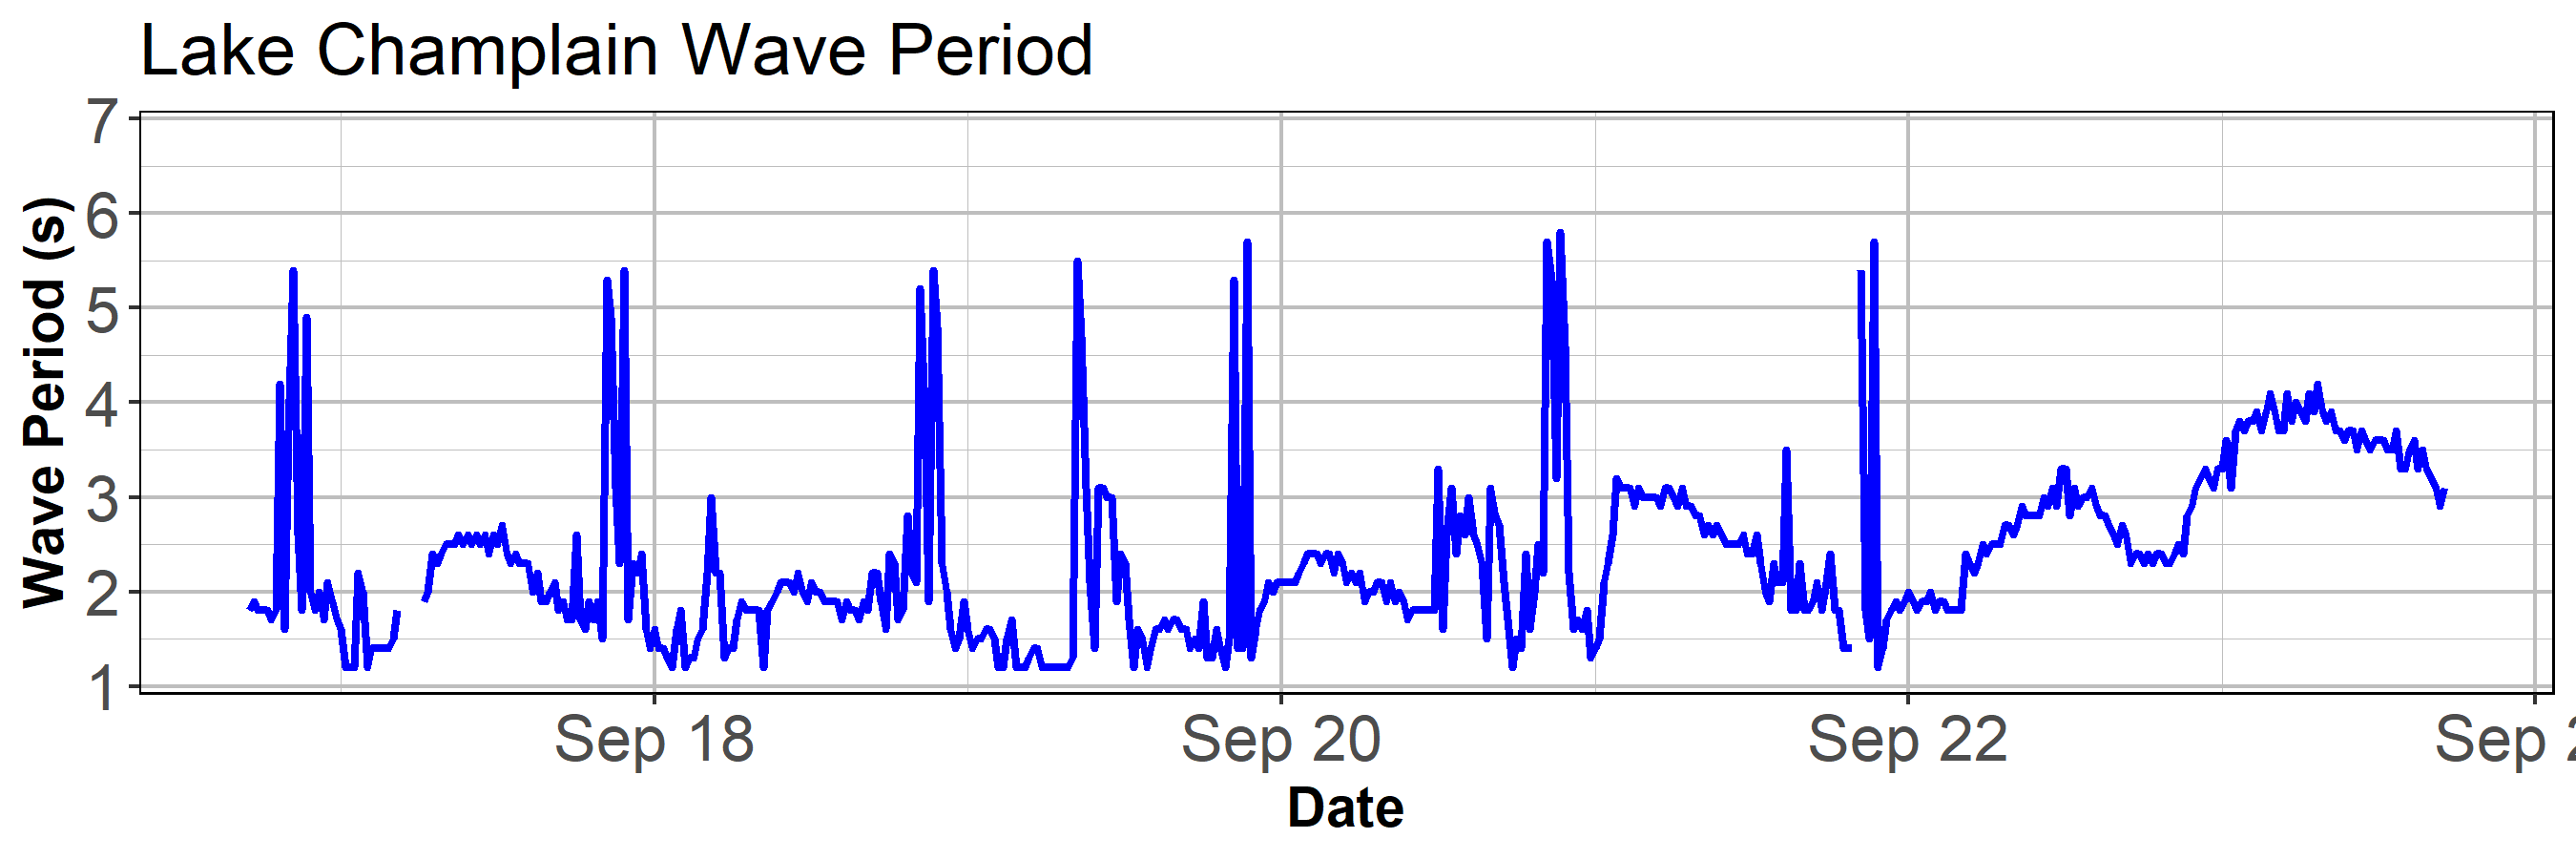 Lake Champlain Wave Period
Wave Period (s)
7
6
5
4
3
2
1
Sep 18
Sep 20
Sep 22
Sep
Date